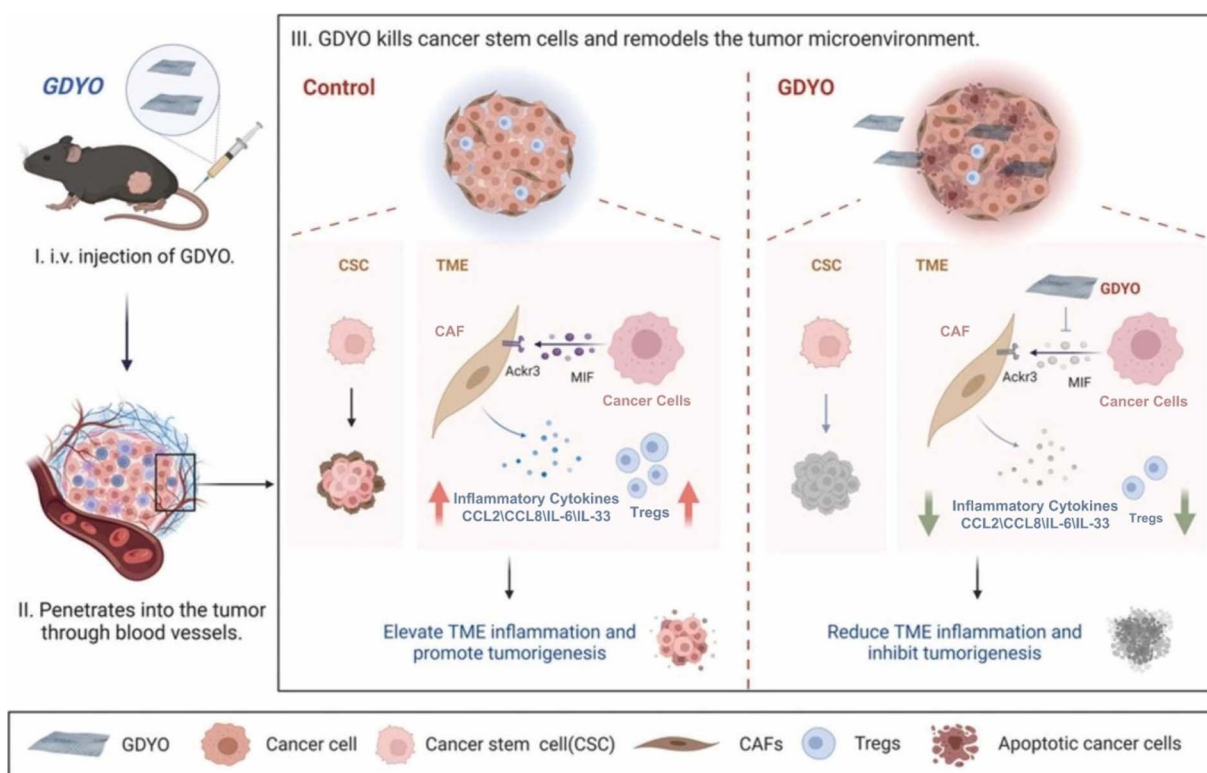 GDYO
I. i.v. injection of GDYO.
II. Penetrates into the tumor
through blood vessels.
III. GDYO kills cancer stem cells and remodels the tumor microenvironment.
Control
CSC
TME
CAF
Ackr3
MIF
Cancer Cells
Inflammatory Cytokines
CCL2\CCL8\IL-6\IL-33
Tregs
Elevate TME inflammation and
promote tumorigenesis
GDYO
CSC
TME
GDYO
CAF
Ackr3
MIF
Cancer Cells
Inflammatory Cytokines
CCL2\CCL8\IL-6\IL-33
Tregs
Reduce TME inflammation and
inhibit tumorigenesis
GDYO
Cancer cell
Cancer stem cell(CSC)
CAFs
Tregs
Apoptotic cancer cells